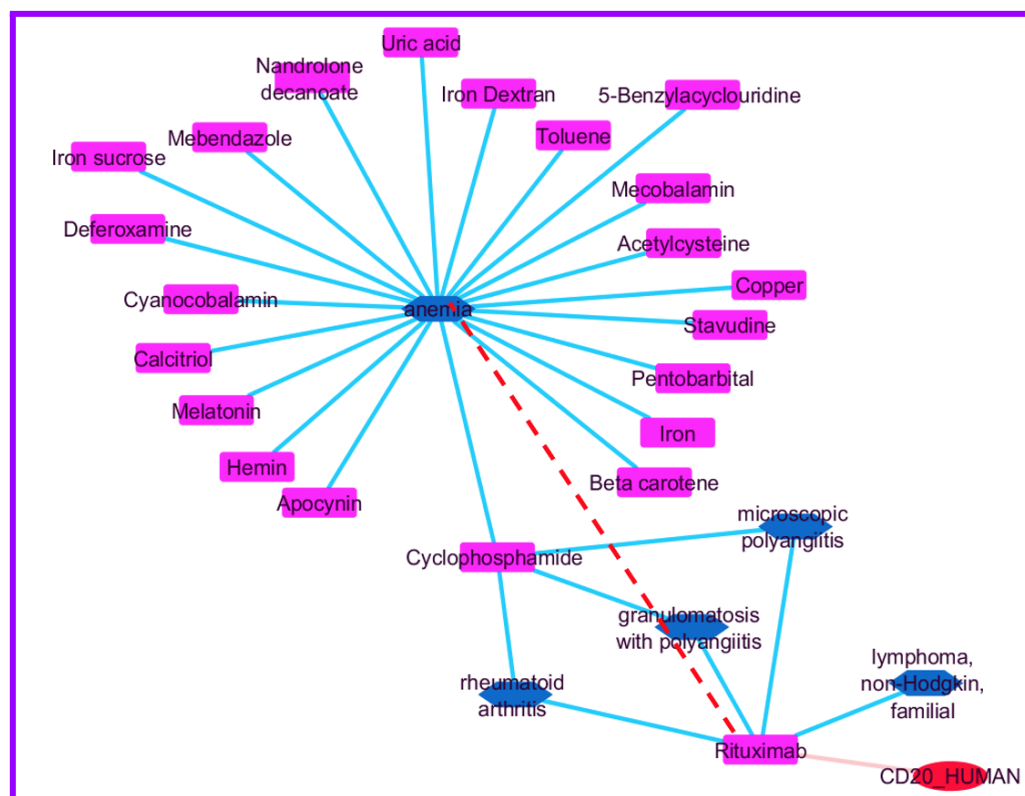 Uric acid
Nandrolone
decanoate
Iron Dextran
5-Benzylacyclouridine
Mebendazole
Toluene
Iron sucrose
Mecobalamin
Deferoxamine
Acetylcysteine
Cyanocobalamin
Copper
anemia
Stavudine
Calcitriol
Pentobarbital
Melatonin
Iron
Hemin
Beta carotene
Apocynin
microscopic
polyangiitis
Cyclophosphamide
granulomatosis
with polyangiitis
lymphoma,
non-Hodgkin,
familial
rheumatoid
arthritis
Rituximab
CD20_HUMAN